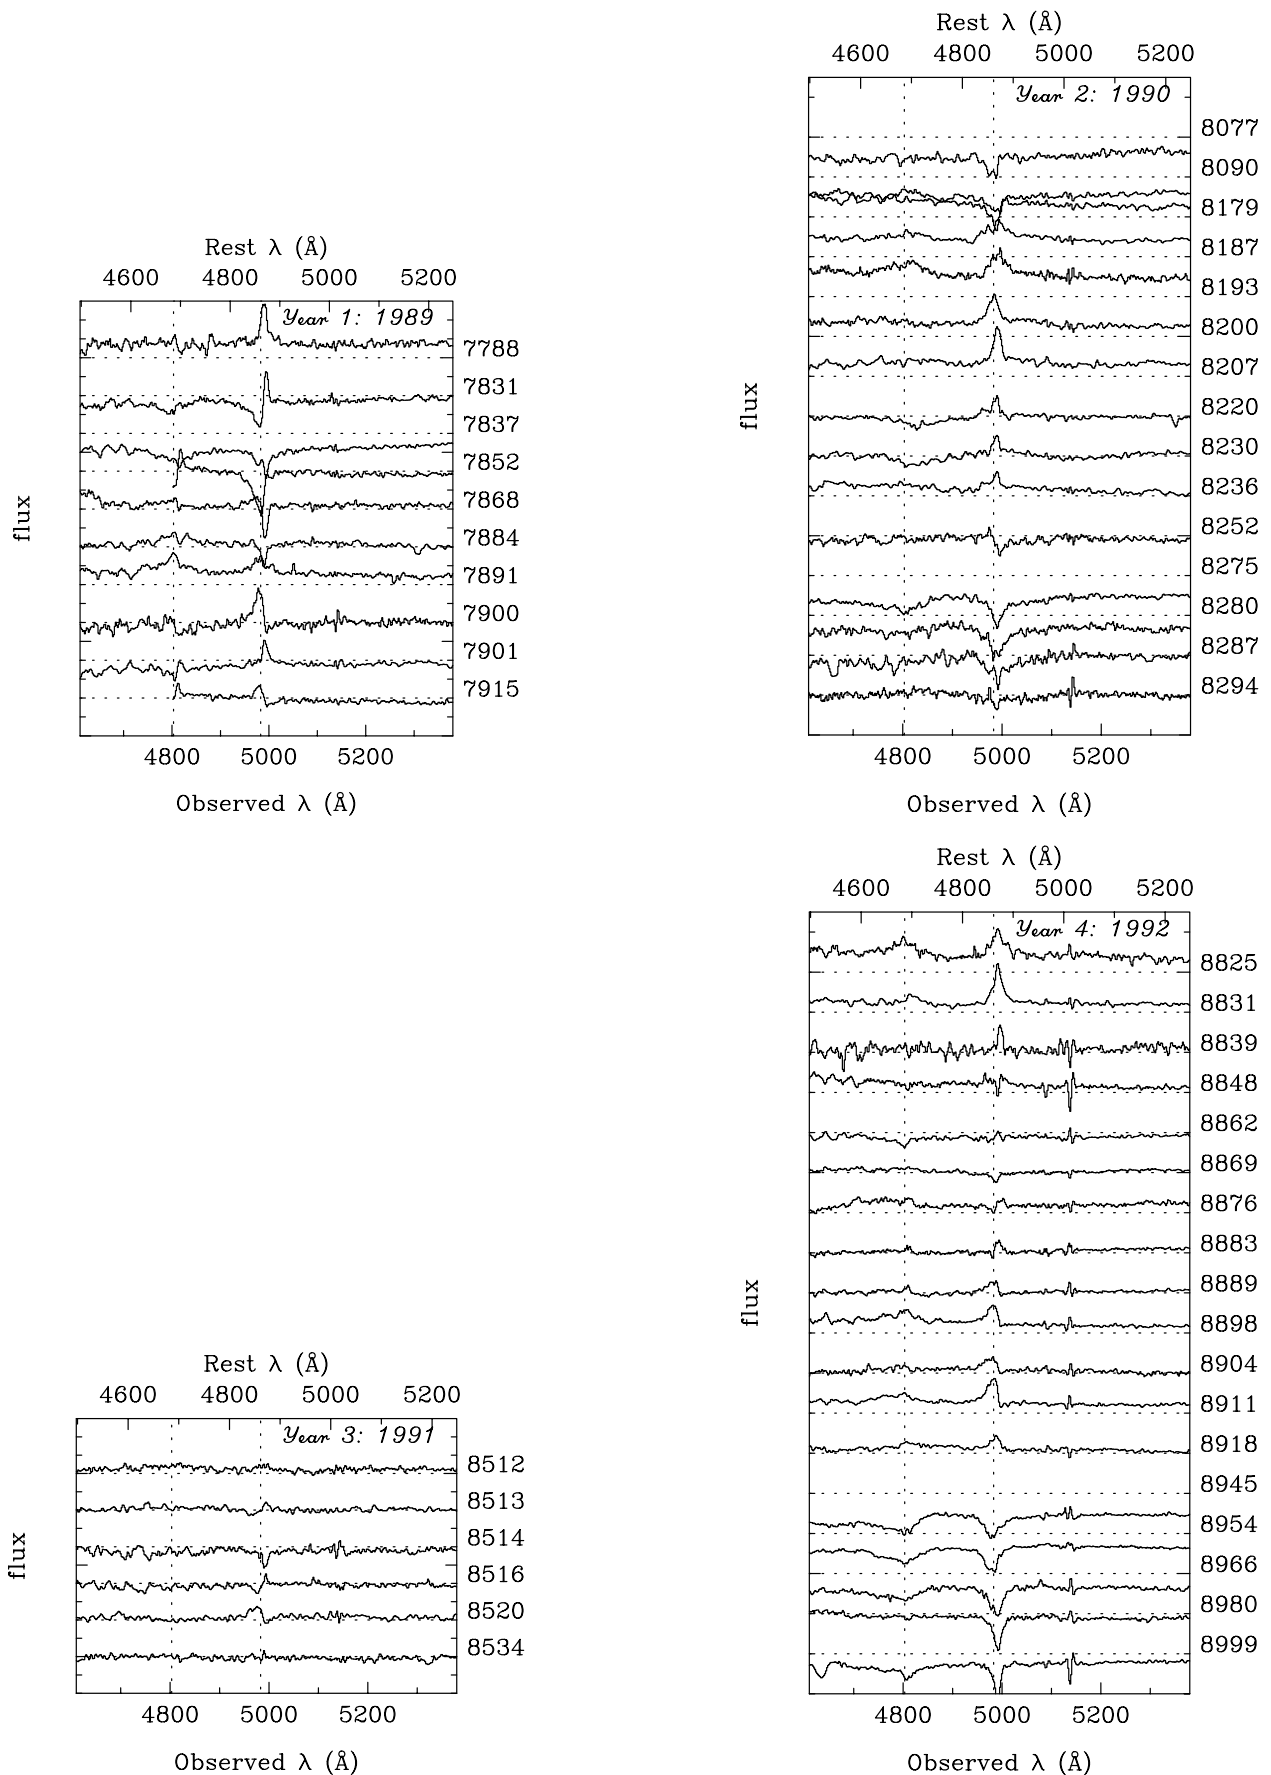 Rest λ (Å)
4600 4800 5000 5200
Year 1: 1989
7788
7831
7837
7852
7868
7884
7891
7900
7901
7915
flux
4800 5000 5200
Observed λ (Å)
Rest λ (Å)
4600 4800 5000 5200
Year 2: 1990
8077
8090
8179
8187
8193
8200
8207
8220
8230
8236
8252
8275
8280
8287
8294
flux
4800 5000 5200
Observed λ (Å)
Rest λ (Å)
4600 4800 5000 5200
Year 3: 1991
8512
8513
8514
8516
8520
8534
flux
4800 5000 5200
Observed λ (Å)
Rest λ (Å)
4600 4800 5000 5200
Year 4: 1992
8825
8831
8839
8848
8862
8869
8876
8883
8889
8898
8904
8911
8918
8945
8954
8966
8980
8999
flux
4800 5000 5200
Observed λ (Å)